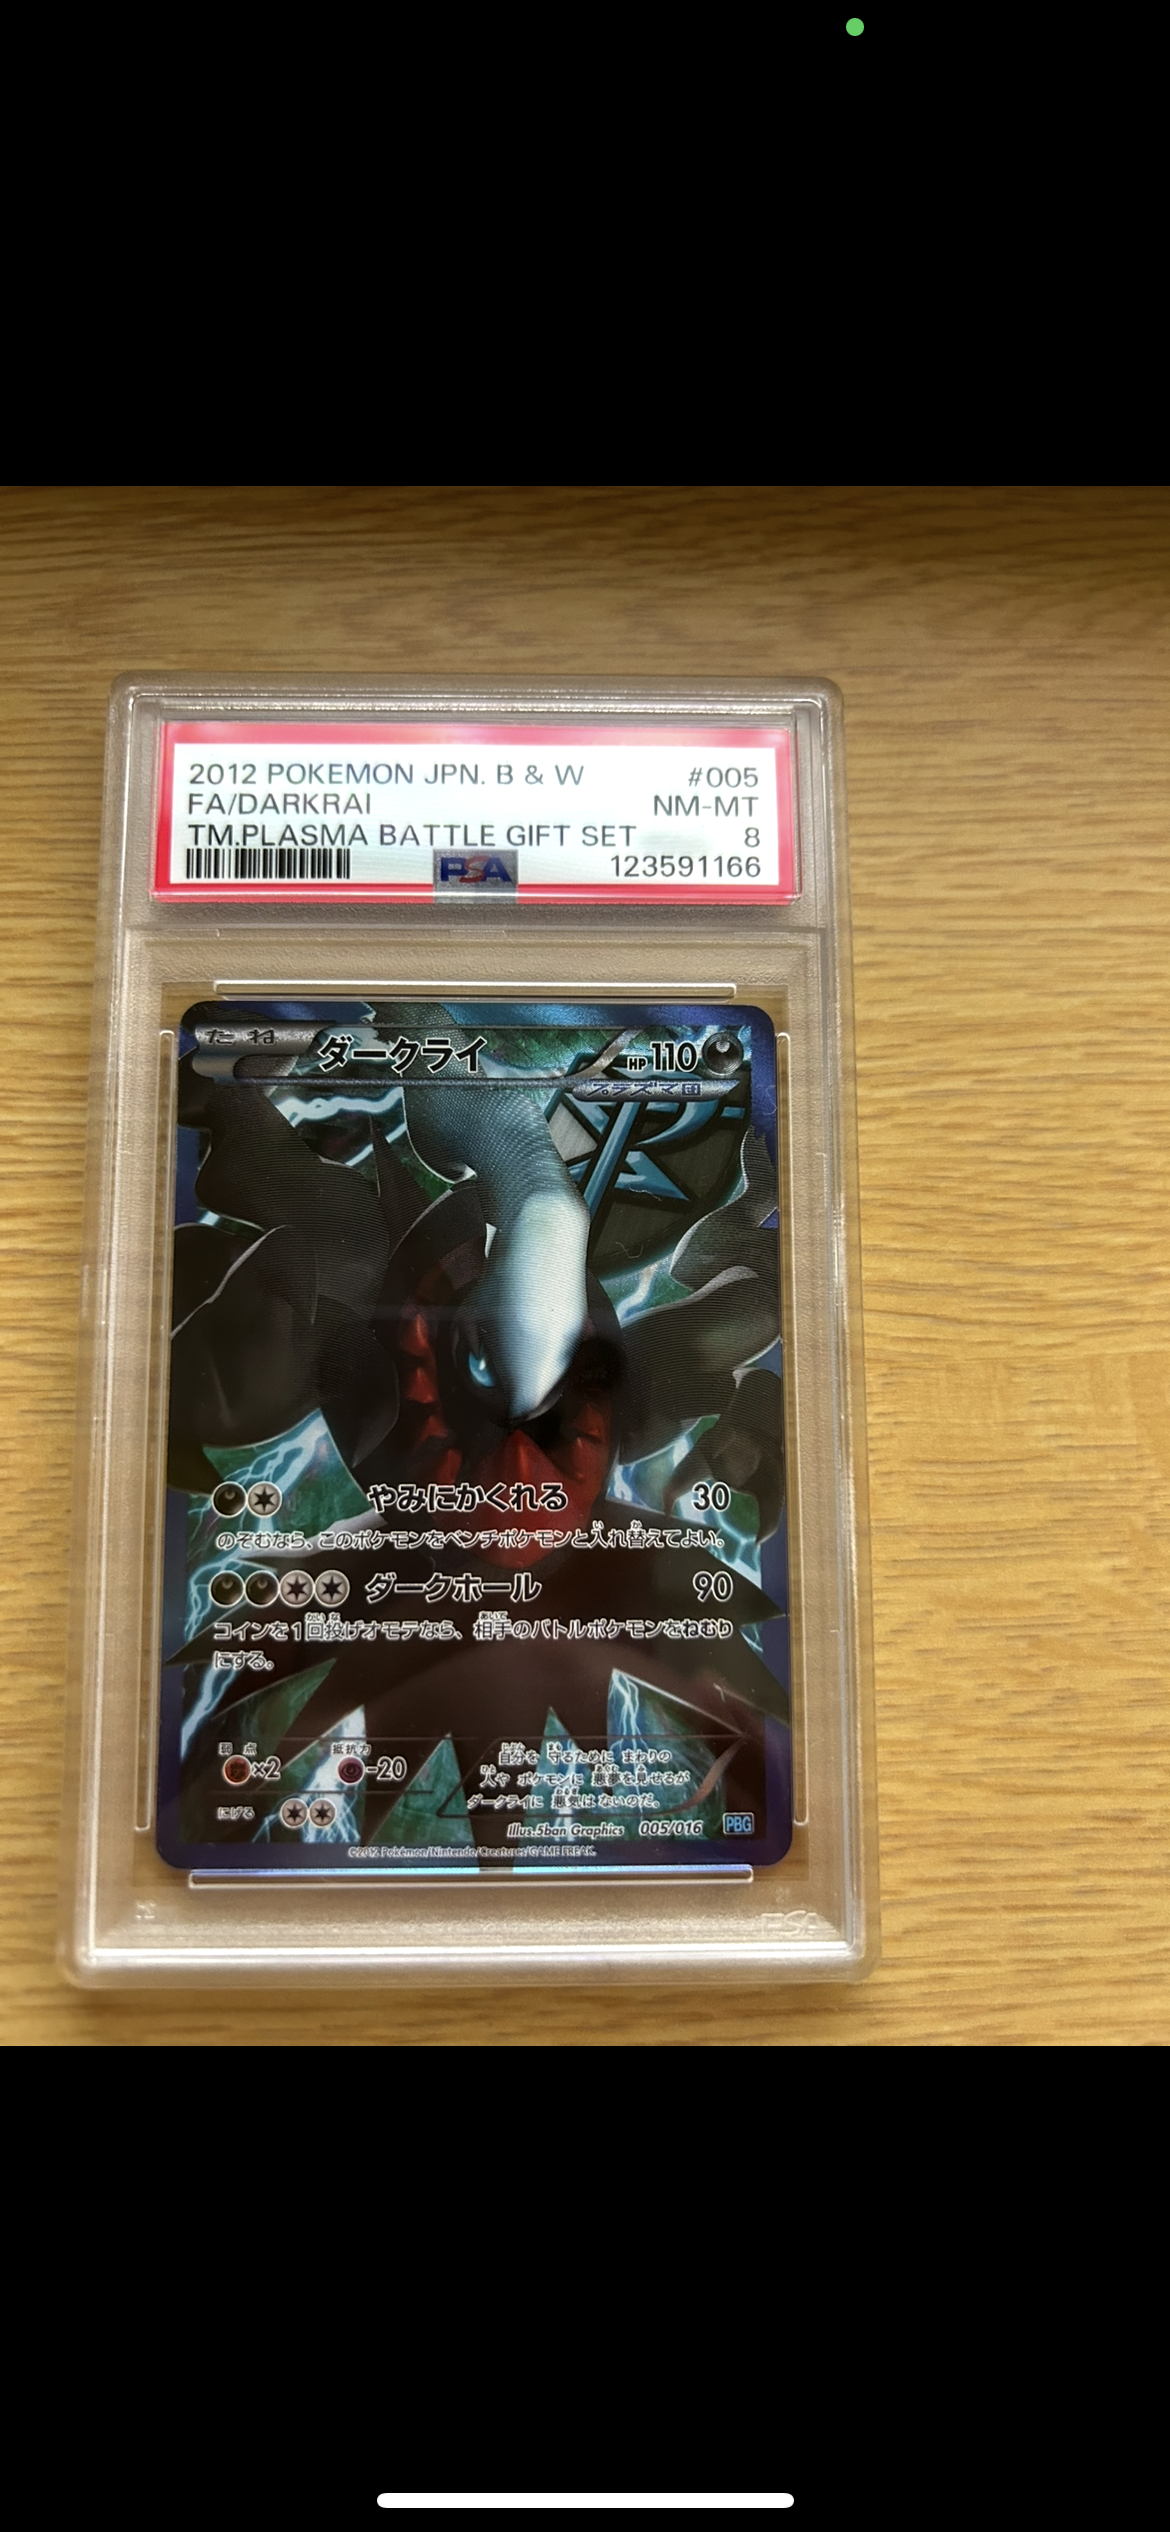 2012 POKEMON JPN. B & W #005
FA/DARKRAI NM-MT
TM.PLASMA BATTLE GIFT SET 8
PSA 123591166
たね ダークライ HP110
プラズマ団
やみにかくれる 30
のぞむなら、このポケモンをベンチポケモンと入れ替えてよい。
ダークホール 90
コインを1回投げオモテなら、相手のバトルポケモンをねむり
にする。
弱点 ×2 抵抗力 -20
にげる
自分を 守るために まわりの
人や ポケモンに 悪夢を見せるが
ダークライに 悪気は ないのだ。
Illus.5ban Graphics 005/016 PBG
©2012 Pokémon/Nintendo/Creatures/GAME FREAK.
PSA